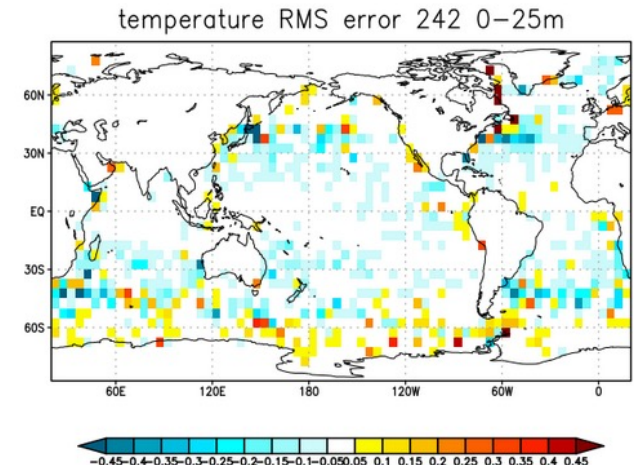 temperature RMS error 242 0-25m
60N
30N
EQ
30S
60S
60E 120E 180 120W 60W 0
-0.45-0.4-0.35-0.3-0.25-0.2-0.15-0.1-0.050.05 0.1 0.15 0.2 0.25 0.3 0.35 0.4 0.45